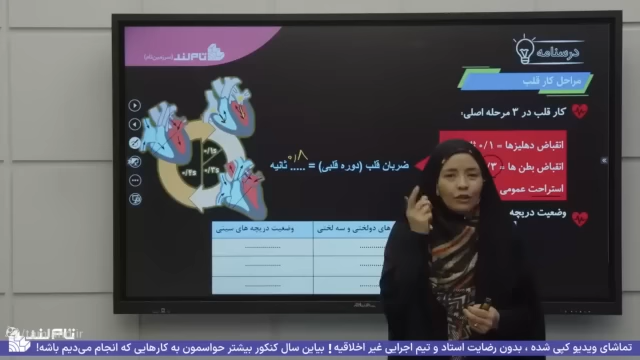 درسنامه
مراحل کار قلب
کار قلب در ۳ مرحله اصلی:
انقباض دهلیزها = ۰/۱
انقباض بطن ها =
استراحت عمومی
ضربان قلب (دوره قلبی) = ..... ثانیه
۰/۸
وضعیت دریچه
های دولختی و سه لختی
وضعیت دریچه های سینی
تاملند
تماشای ویدیو کپی شده ، بدون رضایت استاد و تیم اجرایی غیر اخلاقیه ! بیاین سال کنکور بیشتر حواسمون به کارهایی که انجام می‌دیم باشه!
تاملند